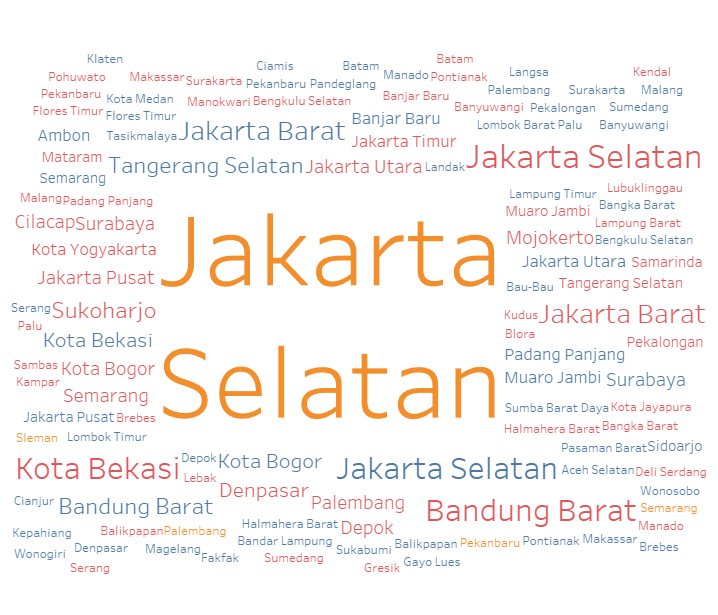 Klaten
Ciamis
Batam
Batam
Langsa
Kendal
Pohuwato
Makassar
Surakarta
Pekanbaru
Pandeglang
Manado
Pontianak
Palembang
Surakarta
Malang
Pekanbaru
Kota Medan
Manokwari
Bengkulu Selatan
Banjar Baru
Banyuwangi
Pekalongan
Sumedang
Flores Timur
Flores Timur
Banjar Baru
Lombok Barat
Palu
Banyuwangi
Ambon
Tasikmalaya
Jakarta Barat
Jakarta Timur
Mataram
Tangerang Selatan
Jakarta Utara
Landak
Jakarta Selatan
Semarang
Lampung Timur
Lubuklinggau
Malang
Padang Panjang
Muaro Jambi
Bangka Barat
Cilacap
Surabaya
Lampung Barat
Kota Yogyakarta
Mojokerto
Bengkulu Selatan
Jakarta
Jakarta Utara
Samarinda
Jakarta Pusat
Bau-Bau
Tangerang Selatan
Serang
Sukoharjo
Kudus
Jakarta Barat
Palu
Blora
Kota Bekasi
Pekalongan
Padang Panjang
Sambas
Kota Bogor
Kampar
Muaro Jambi
Surabaya
Semarang
Selatan
Sumba Barat Daya
Kota Jayapura
Jakarta Pusat
Brebes
Halmahera Barat
Bangka Barat
Sleman
Lombok Timur
Pasaman Barat
Sidoarjo
Kota Bekasi
Depok
Kota Bogor
Jakarta Selatan
Aceh Selatan
Deli Serdang
Lebak
Denpasar
Wonosobo
Cianjur
Bandung Barat
Palembang
Bandung Barat
Semarang
Kepahiang
Balikpapan
Palembang
Halmahera Barat
Depok
Manado
Wonogiri
Denpasar
Magelang
Bandar Lampung
Sukabumi
Balikpapan
Pekanbaru
Pontianak
Makassar
Brebes
Serang
Fakfak
Sumedang
Gresik
Gayo Lues